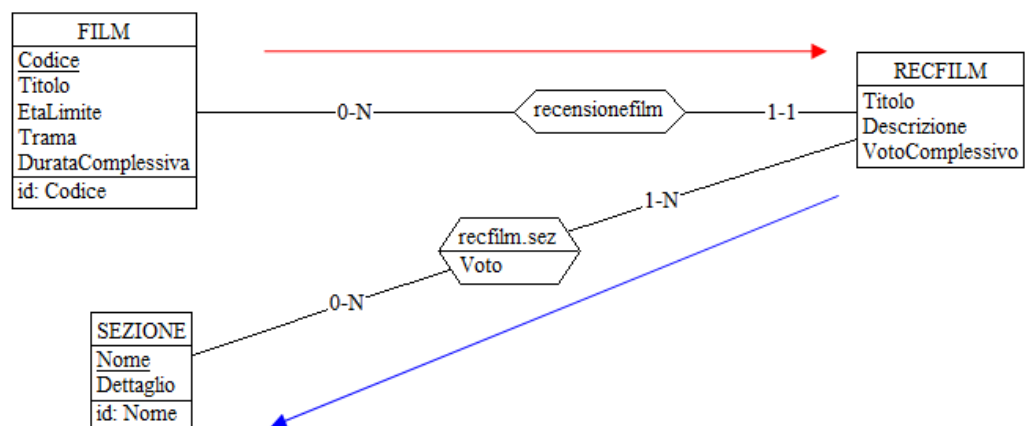 FILM
Codice
Titolo
EtaLimite
Trama
DurataComplessiva
id: Codice
0-N
recensionefilm
1-1
RECFILM
Titolo
Descrizione
VotoComplessivo
1-N
recfilm.sez
Voto
0-N
SEZIONE
Nome
Dettaglio
id: Nome